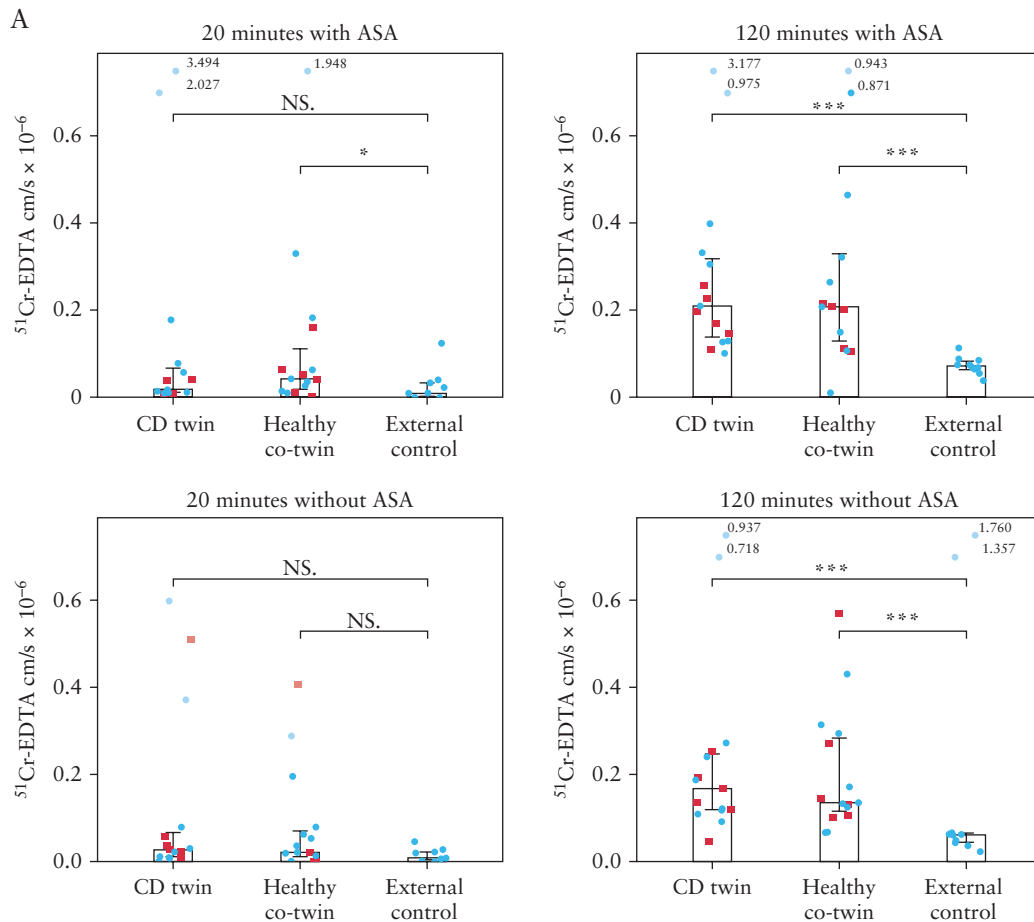 A
20 minutes with ASA
120 minutes with ASA
⁵¹Cr-EDTA cm/s × 10⁻⁶
0.6
0.4
0.2
0
3.494
2.027
1.948
NS.
*
CD twin
Healthy
co-twin
External
control
⁵¹Cr-EDTA cm/s × 10⁻⁶
0.6
0.4
0.2
0
3.177
0.975
0.943
0.871
***
***
CD twin
Healthy
co-twin
External
control
20 minutes without ASA
120 minutes without ASA
⁵¹Cr-EDTA cm/s × 10⁻⁶
0.6
0.4
0.2
0.0
NS.
NS.
CD twin
Healthy
co-twin
External
control
⁵¹Cr-EDTA cm/s × 10⁻⁶
0.6
0.4
0.2
0.0
0.937
0.718
1.760
1.357
***
***
CD twin
Healthy
co-twin
External
control